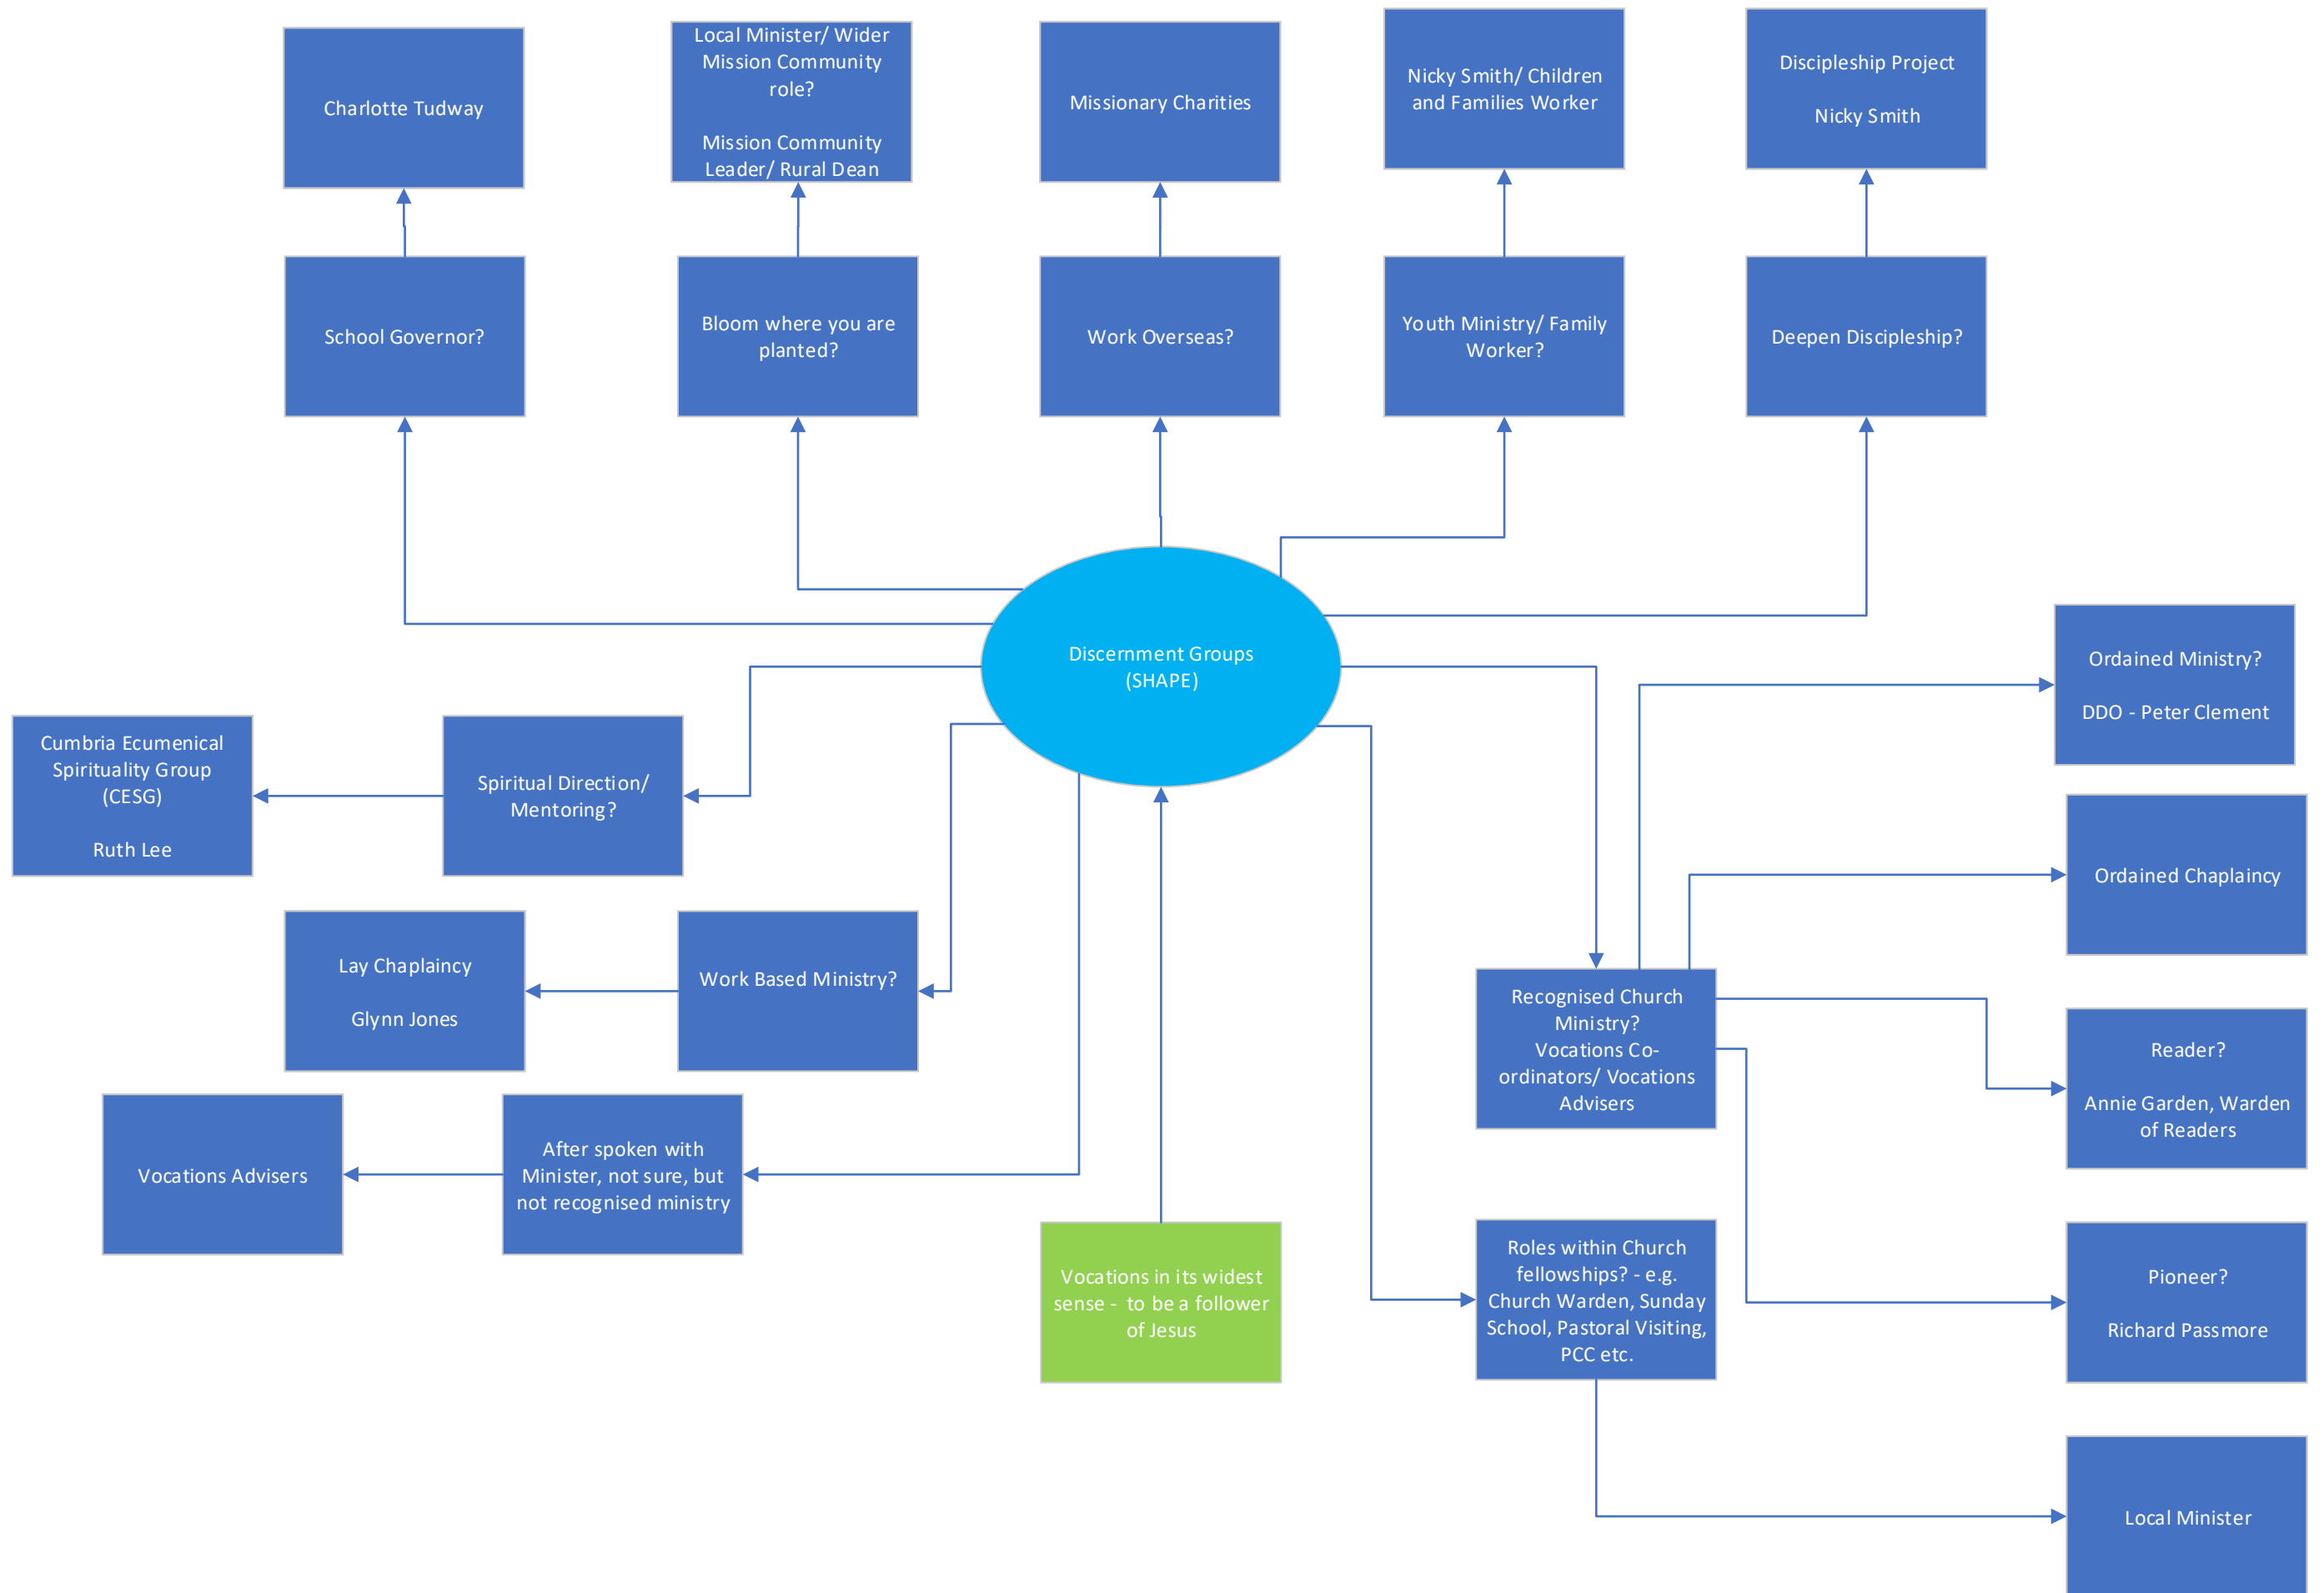 Charlotte Tudway
Local Minister/ Wider
Mission Community
role?
Mission Community
Leader/ Rural Dean
Missionary Charities
Nicky Smith/ Children
and Families Worker
Discipleship Project
Nicky Smith
School Governor?
Bloom where you are
planted?
Work Overseas?
Youth Ministry/ Family
Worker?
Deepen Discipleship?
Discernment Groups
(SHAPE)
Ordained Ministry?
DDO - Peter Clement
Cumbria Ecumenical
Spirituality Group
(CESG)
Ruth Lee
Spiritual Direction/
Mentoring?
Ordained Chaplaincy
Lay Chaplaincy
Glynn Jones
Work Based Ministry?
Recognised Church
Ministry?
Vocations Co-
ordinators/ Vocations
Advisers
Reader?
Annie Garden, Warden
of Readers
Vocations Advisers
After spoken with
Minister, not sure, but
not recognised ministry
Vocations in its widest
sense - to be a follower
of Jesus
Roles within Church
fellowships? - e.g.
Church Warden, Sunday
School, Pastoral Visiting,
PCC etc.
Pioneer?
Richard Passmore
Local Minister